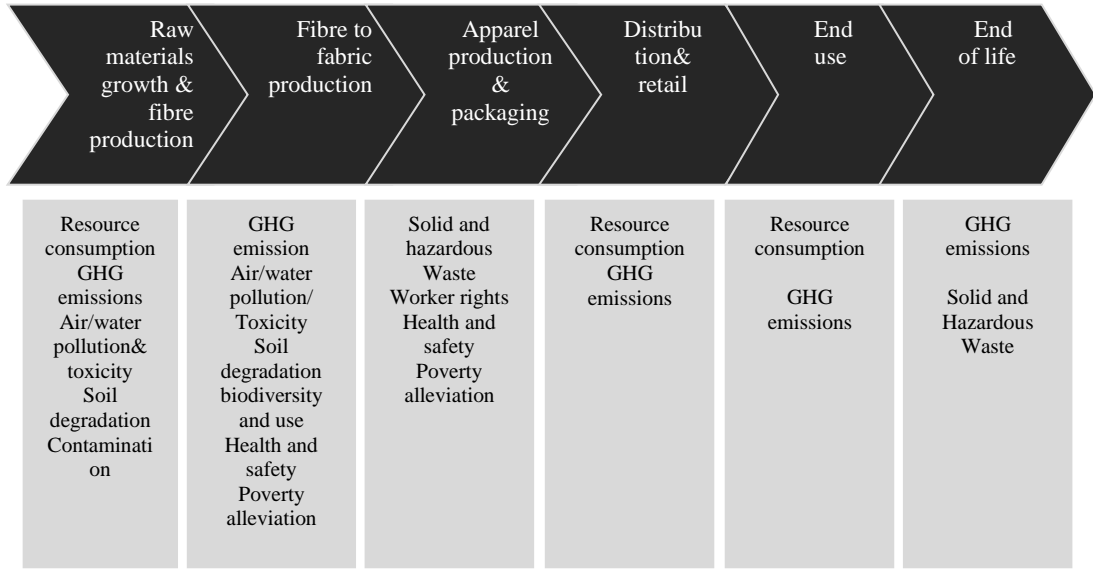 Raw
materials
growth &
fibre
production
Fibre to
fabric
production
Apparel
production
&
packaging
Distribu
tion&
retail
End
use
End
of life
Resource
consumption
GHG
emissions
Air/water
pollution&
toxicity
Soil
degradation
Contaminati
on
GHG
emission
Air/water
pollution/
Toxicity
Soil
degradation
biodiversity
and use
Health and
safety
Poverty
alleviation
Solid and
hazardous
Waste
Worker rights
Health and
safety
Poverty
alleviation
Resource
consumption
GHG
emissions
Resource
consumption
GHG
emissions
GHG
emissions
Solid and
Hazardous
Waste